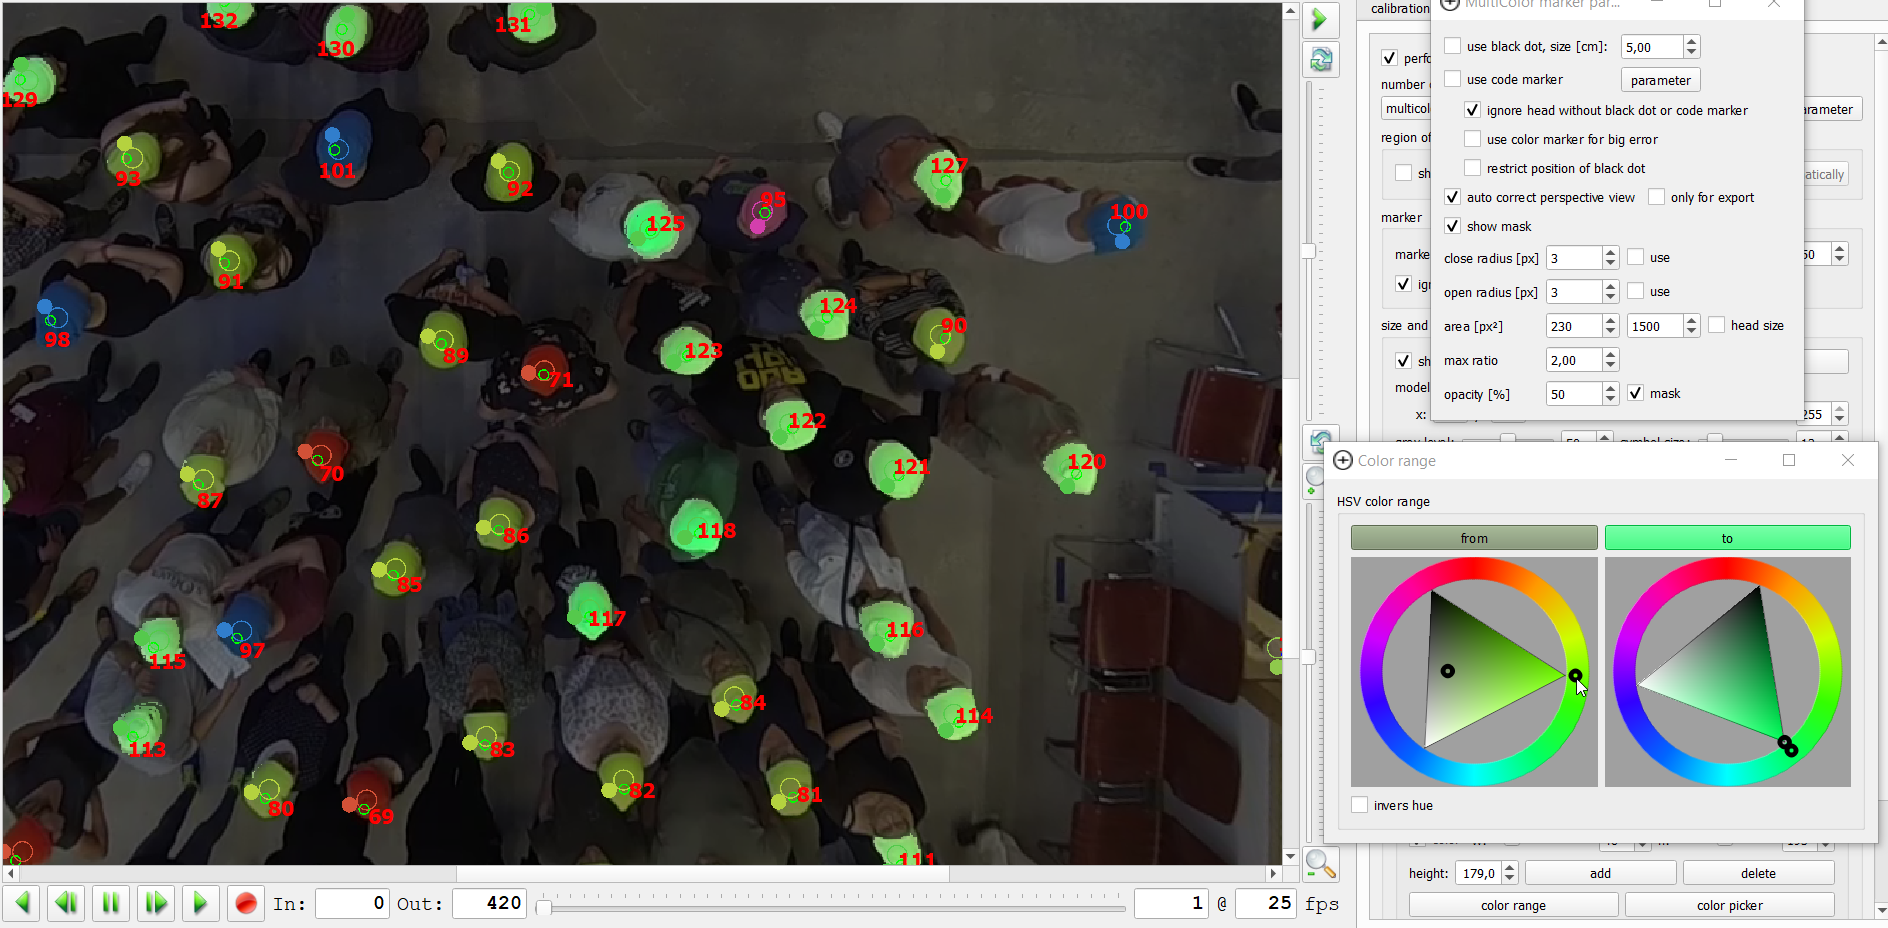 132
130
131
129
93
101
92
127
125
95
100
91
98
124
90
89
123
71
122
70
121
120
87
86
118
85
117
116
115
97
84
114
113
83
82
81
80
69
111
In: 0 Out: 420
1 @ 25 fps
calibration
perfo
number
multicol
arameter
region of
sh
atically
marker
marke
50
ign
size and
sh
model
x:
255
MultiColor marker par...
use black dot, size [cm]: 5,00
use code marker parameter
ignore head without black dot or code marker
use color marker for big error
restrict position of black dot
auto correct perspective view only for export
show mask
close radius [px] 3 use
open radius [px] 3 use
area [px²] 230 1500 head size
max ratio 2,00
opacity [%] 50 mask
Color range
HSV color range
from to
invers hue
height: 179,0 add delete
color range color picker